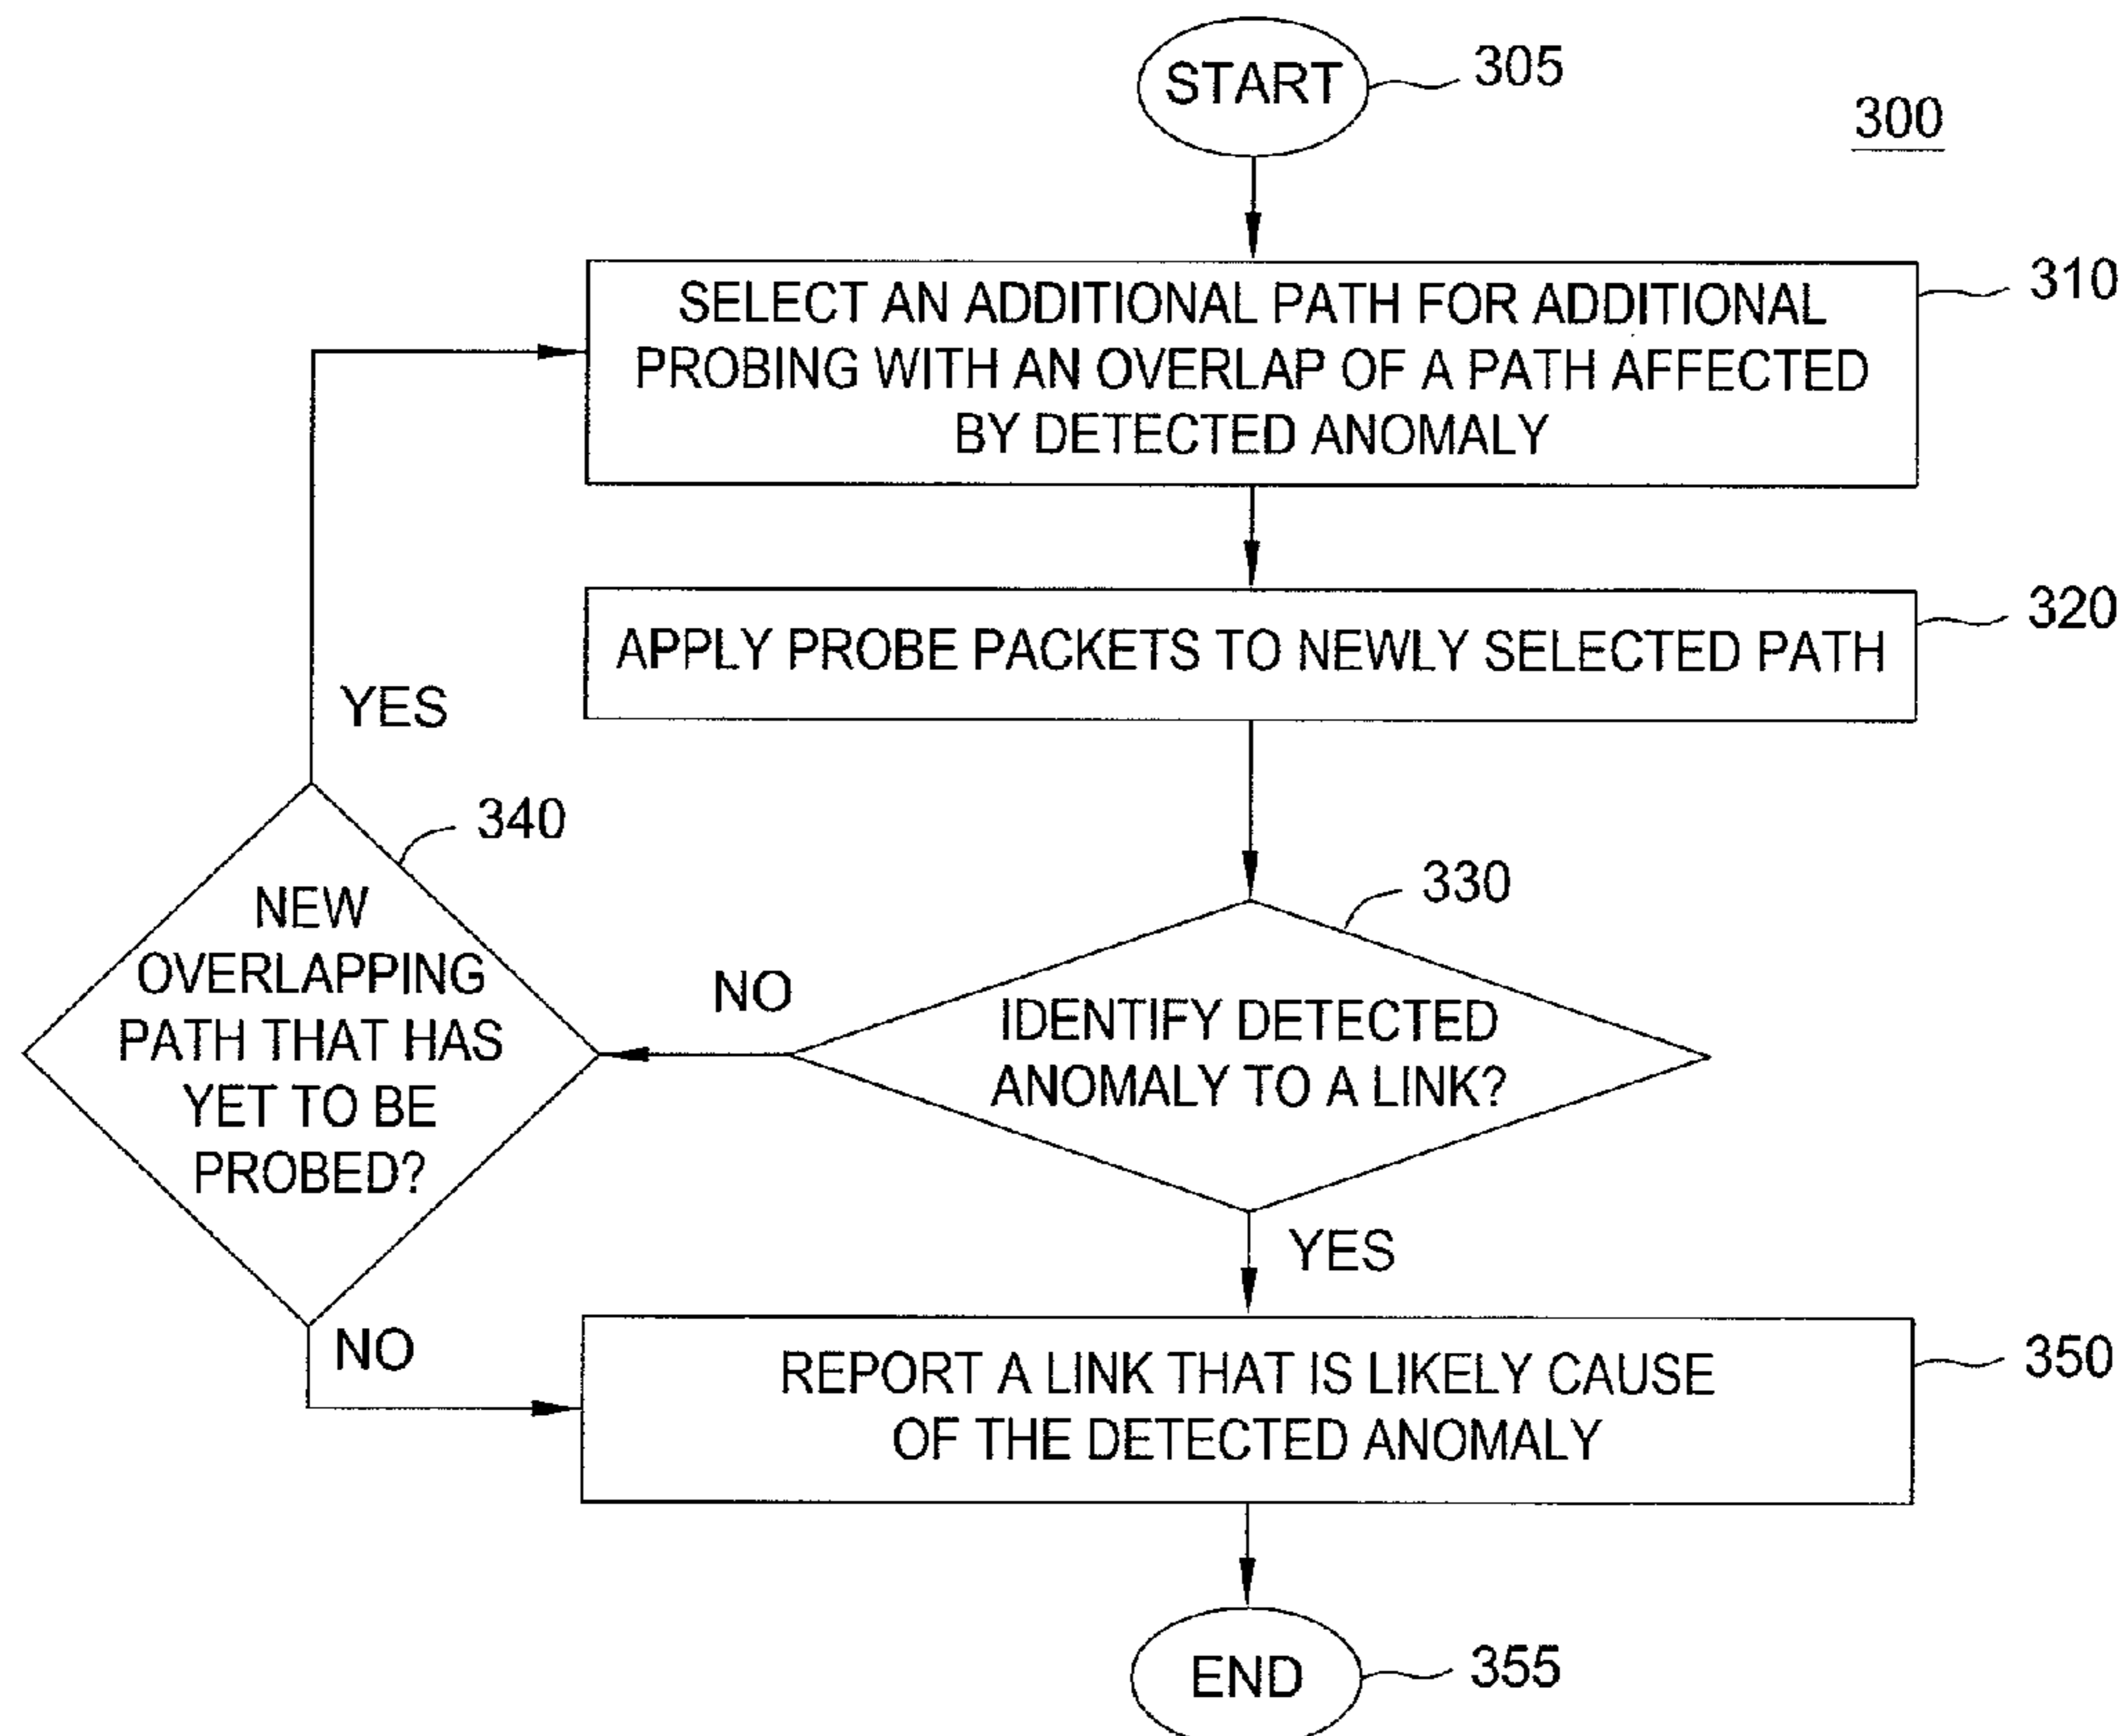 START
305
300
SELECT AN ADDITIONAL PATH FOR ADDITIONAL
PROBING WITH AN OVERLAP OF A PATH AFFECTED
BY DETECTED ANOMALY
310
APPLY PROBE PACKETS TO NEWLY SELECTED PATH
320
YES
340
NEW
OVERLAPPING
PATH THAT HAS
YET TO BE
PROBED?
NO
330
IDENTIFY DETECTED
ANOMALY TO A LINK?
YES
NO
REPORT A LINK THAT IS LIKELY CAUSE
OF THE DETECTED ANOMALY
350
END
355